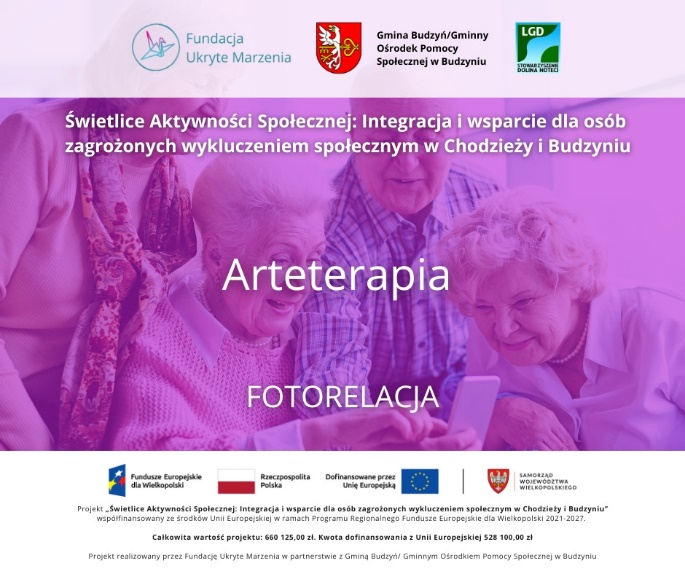 Fundacja
Ukryte Marzenia
Gmina Budzyń/Gminny
Ośrodek Pomocy
Społecznej w Budzyniu
LGD
STOWARZYSZENIE
DOLINA NOTECI
Świetlice Aktywności Społecznej: Integracja i wsparcie dla osób
zagrożonych wykluczeniem społecznym w Chodzieży i Budzyniu
Arteterapia
FOTORELACJA
Fundusze Europejskie
dla Wielkopolski
Rzeczpospolita
Polska
Dofinansowane przez
Unię Europejską
SAMORZĄD
WOJEWÓDZTWA
WIELKOPOLSKIEGO
Projekt „Świetlice Aktywności Społecznej: Integracja i wsparcie dla osób zagrożonych wykluczeniem społecznym w Chodzieży i Budzyniu”
współfinansowany ze środków Unii Europejskiej w ramach Programu Regionalnego Fundusze Europejskie dla Wielkopolski 2021-2027.
Całkowita wartość projektu: 660 125,00 zł. Kwota dofinansowania z Unii Europejskiej 528 100,00 zł
Projekt realizowany przez Fundację Ukryte Marzenia w partnerstwie z Gminą Budzyń/ Gminnym Ośrodkiem Pomocy Społecznej w Budzyniu